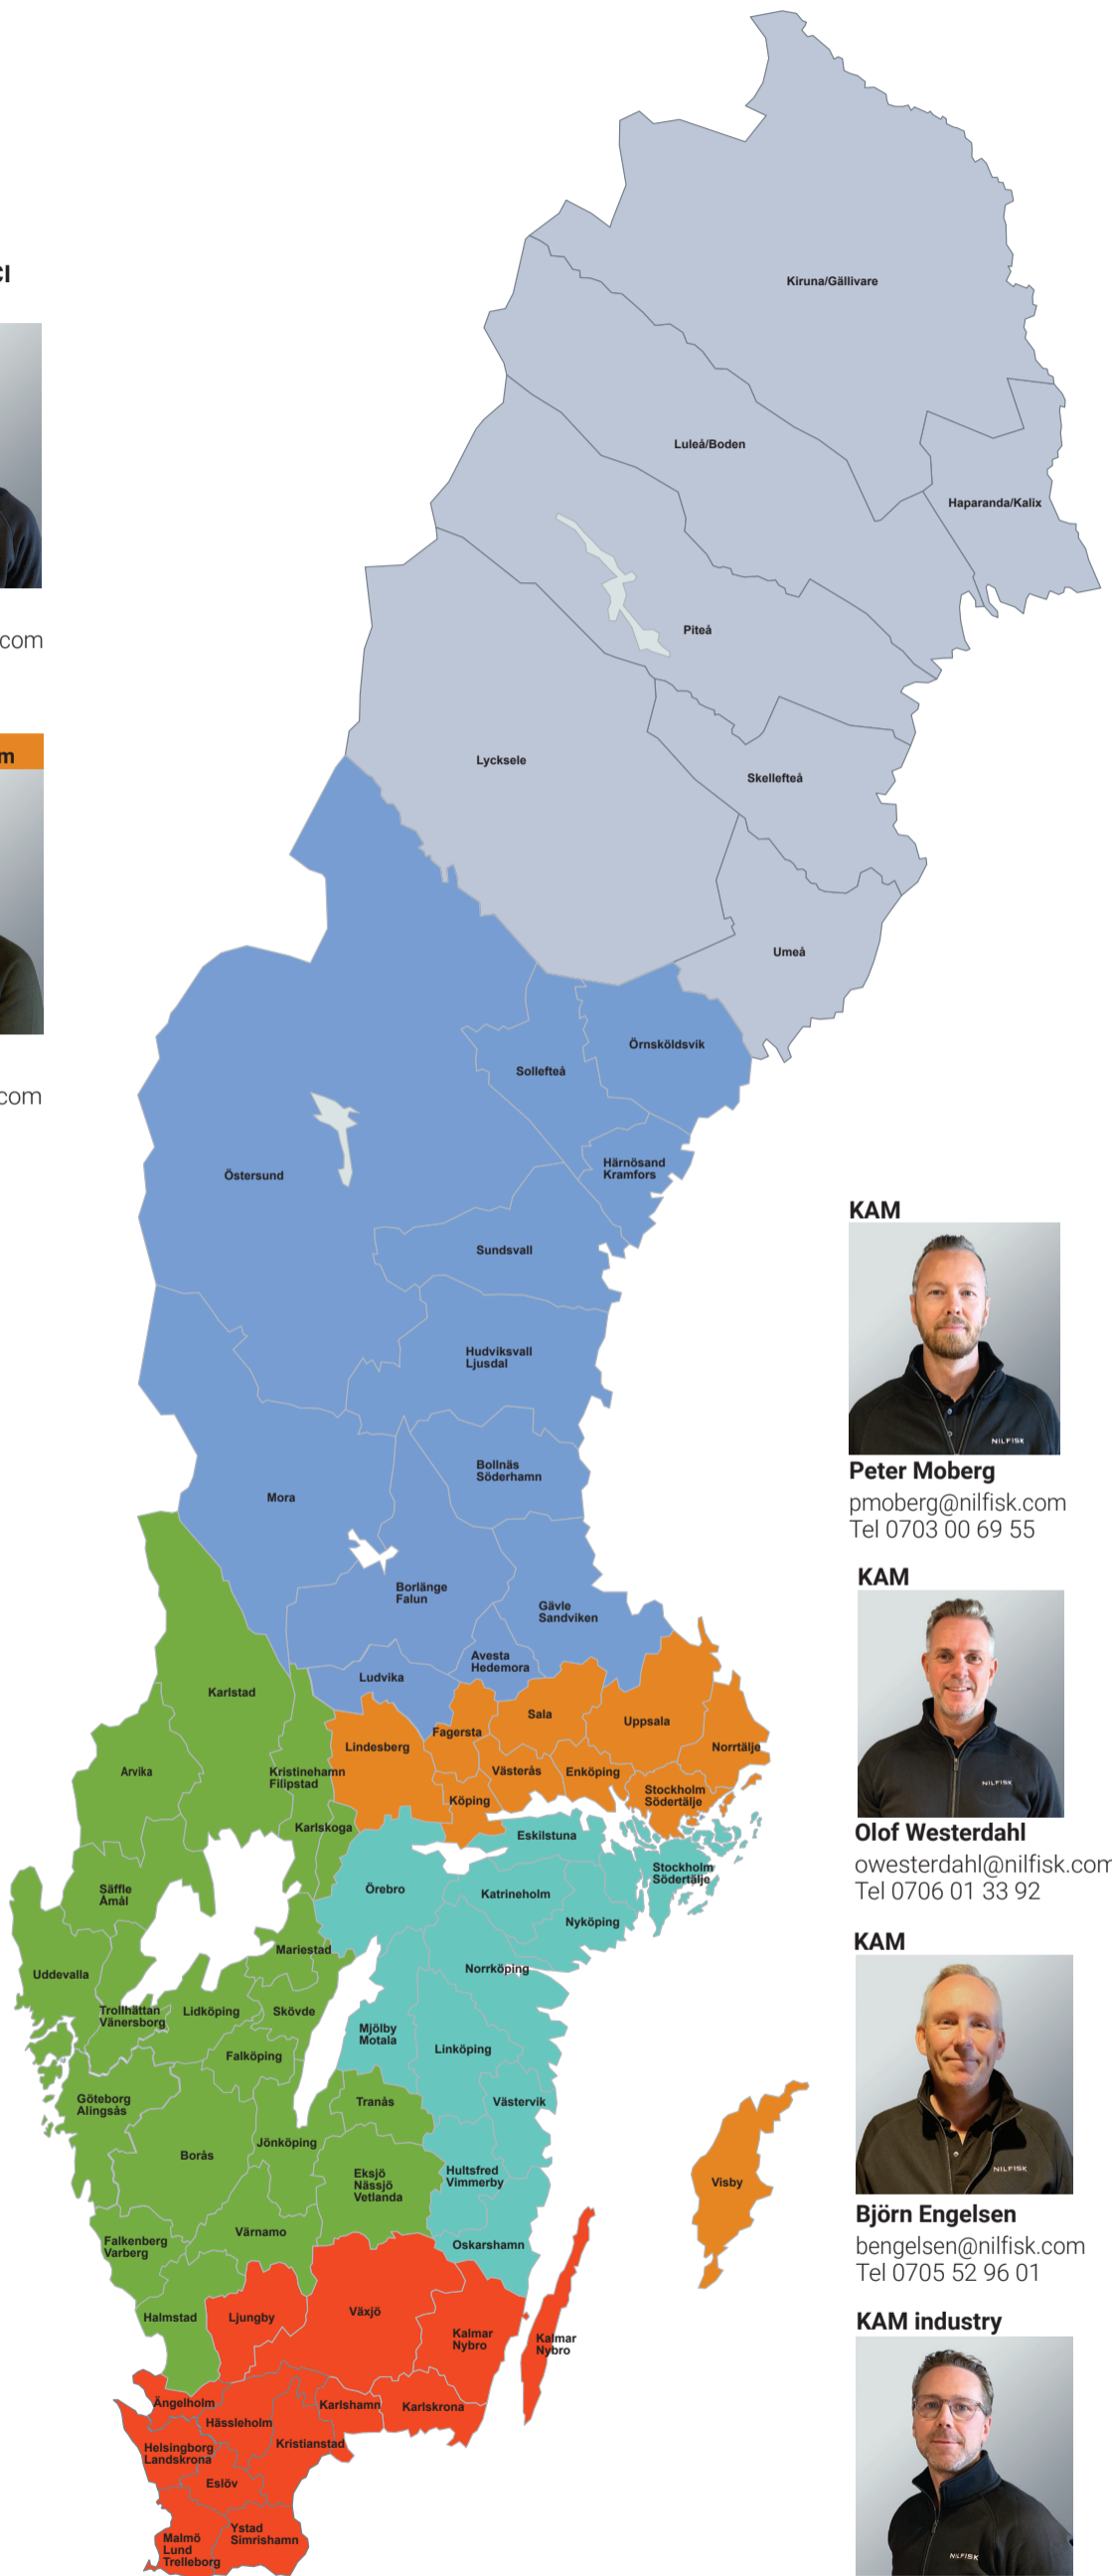 CI
com
m
com
Kiruna/Gällivare
Luleå/Boden
Haparanda/Kalix
Piteå
Lycksele
Skellefteå
Umeå
Örnsköldsvik
Sollefteå
Härnösand
Kramfors
Östersund
Sundsvall
Hudviksvall
Ljusdal
Bollnäs
Söderhamn
Mora
Borlänge
Falun
Gävle
Sandviken
Avesta
Hedemora
Ludvika
Karlstad
Sala
Uppsala
Fagersta
Lindesberg
Norrtälje
Arvika
Kristinehamn
Filipstad
Västerås
Enköping
Köping
Stockholm
Södertälje
Karlskoga
Eskilstuna
Stockholm
Södertälje
Säffle
Åmål
Örebro
Katrineholm
Nyköping
Mariestad
Uddevalla
Norrköping
Trollhättan
Vänersborg
Lidköping
Skövde
Mjölby
Motala
Linköping
Falköping
Göteborg
Alingsås
Tranås
Västervik
Borås
Jönköping
Eksjö
Nässjö
Vetlanda
Hultsfred
Vimmerby
Visby
Falkenberg
Varberg
Värnamo
Oskarshamn
Halmstad
Ljungby
Växjö
Kalmar
Nybro
Kalmar
Nybro
Ängelholm
Hässleholm
Karlshamn
Karlskrona
Helsingborg
Landskrona
Kristianstad
Eslöv
Malmö
Lund
Trelleborg
Ystad
Simrishamn
KAM
NILFISK
Peter Moberg
pmoberg@nilfisk.com
Tel 0703 00 69 55
KAM
NILFISK
Olof Westerdahl
owesterdahl@nilfisk.com
Tel 0706 01 33 92
KAM
NILFISK
Björn Engelsen
bengelsen@nilfisk.com
Tel 0705 52 96 01
KAM industry
NILFISK